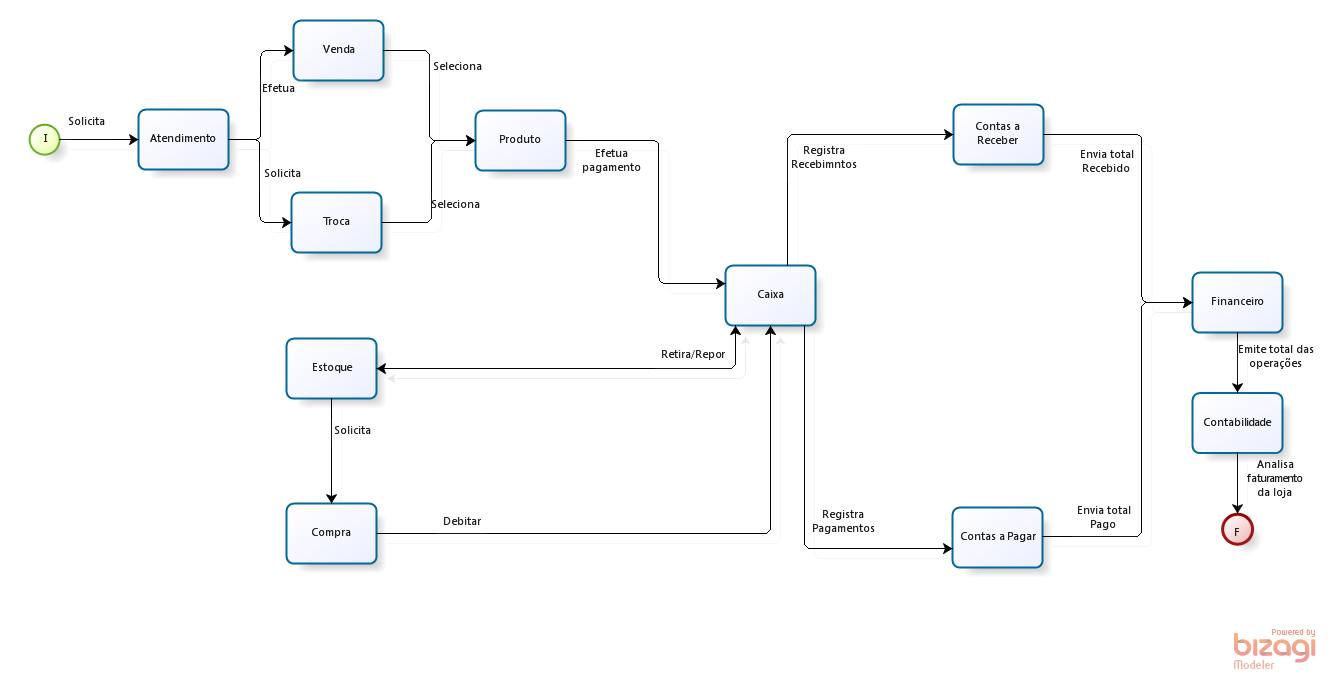 Venda
Seleciona
Efetua
Solicita
I
Atendimento
Solicita
Troca
Seleciona
Produto
Efetua
pagamento
Registra
Recebimntos
Contas a
Receber
Envia total
Recebido
Caixa
Financeiro
Retira/Repor
Estoque
Emite total das
operações
Solicita
Contabilidade
Analisa
faturamento
da loja
Compra
Debitar
Registra
Pagamentos
Contas a Pagar
Envia total
Pago
F
Powered by
bizagi
Modeler